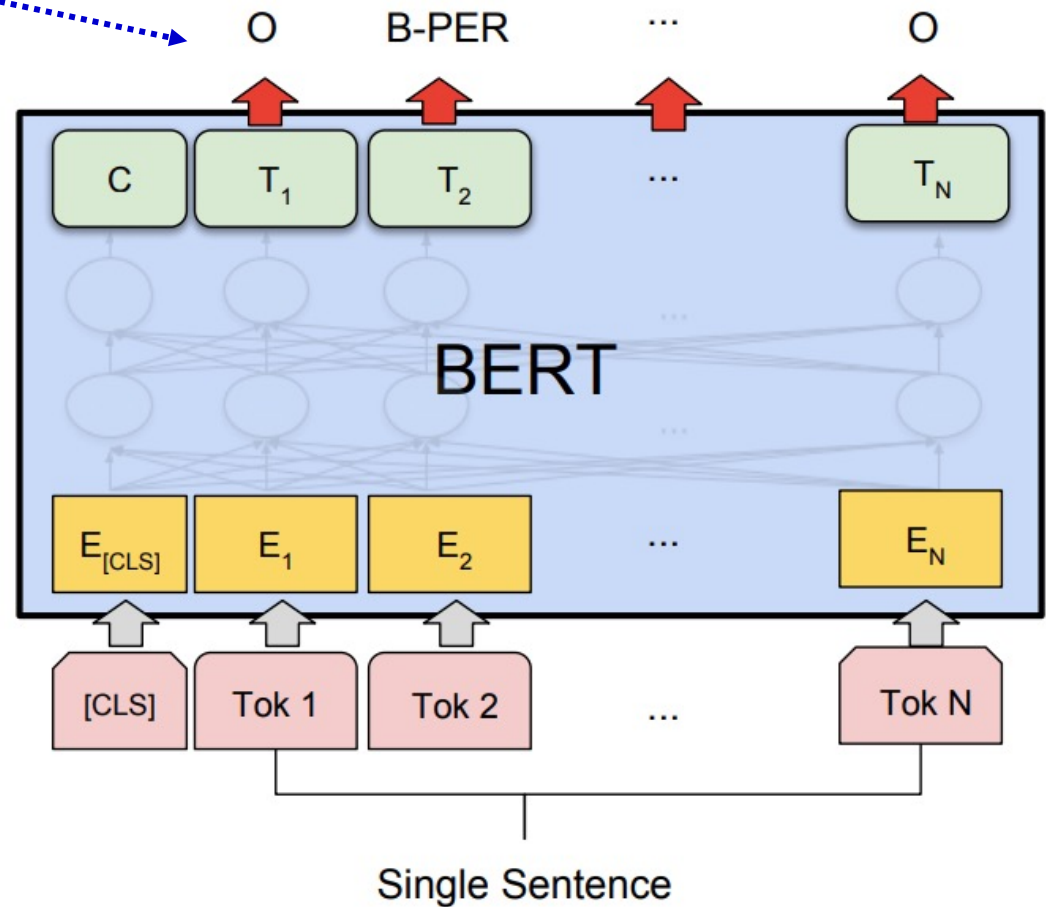 O B-PER ... O
C T1 T2 ... TN
...
BERT
...
E[CLS] E1 E2 ... EN
[CLS] Tok 1 Tok 2 ... Tok N
Single Sentence